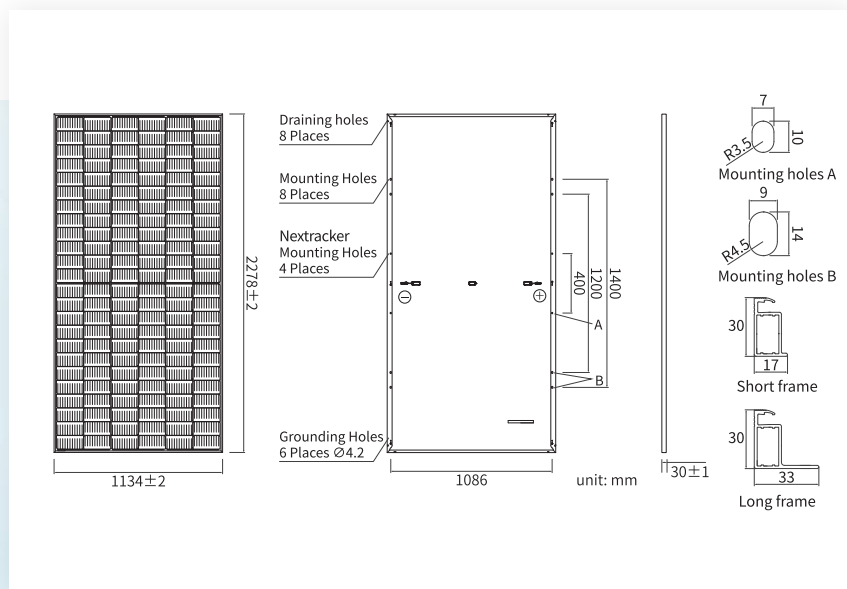 2278±2
1134±2
Draining holes
8 Places
Mounting Holes
8 Places
Nextracker
Mounting Holes
4 Places
Grounding Holes
6 Places Ø4.2
400
1200
1400
A
B
1086
unit: mm
30±1
7
10
R3.5
Mounting holes A
9
14
R4.5
Mounting holes B
30
17
Short frame
30
33
Long frame